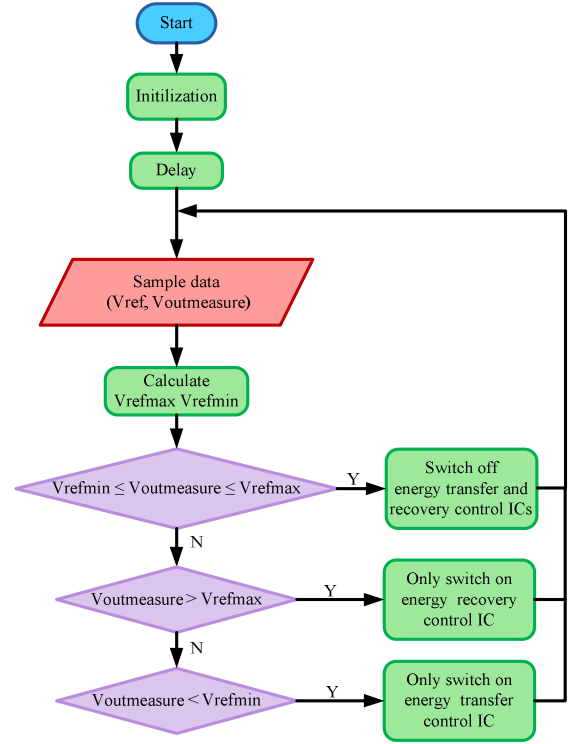 Start
Initilization
Delay
Sample data
(Vref, Voutmeasure)
Calculate
Vrefmax Vrefmin
Vrefmin ≤ Voutmeasure ≤ Vrefmax
Y
Switch off
energy transfer and
recovery control ICs
N
Voutmeasure > Vrefmax
Y
Only switch on
energy recovery
control IC
N
Voutmeasure < Vrefmin
Y
Only switch on
energy transfer
control IC